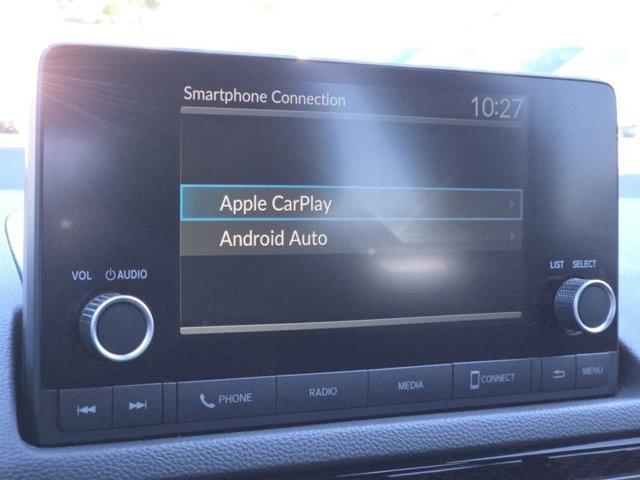 Smartphone Connection 10:27
Apple CarPlay
Android Auto
VOL AUDIO
LIST SELECT
PHONE RADIO MEDIA CONNECT MENU